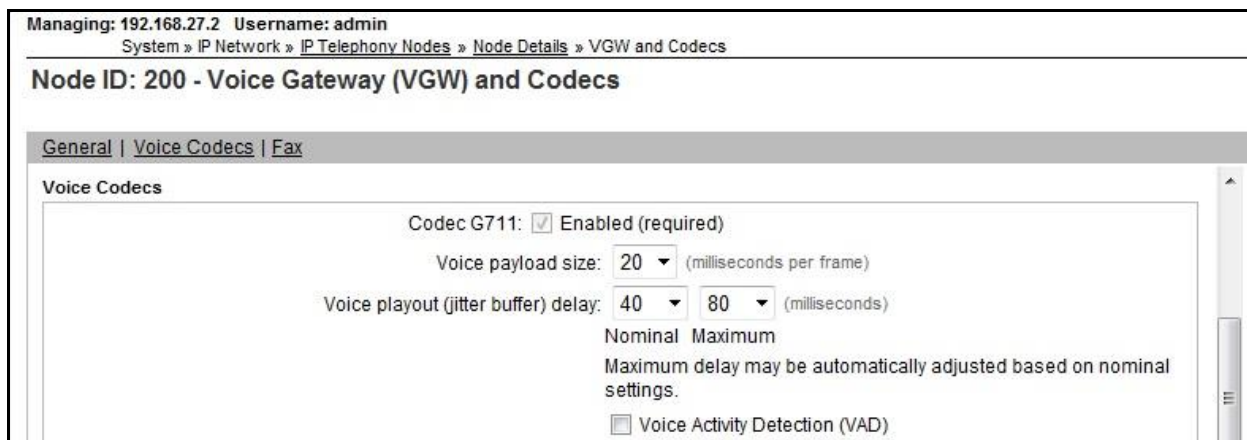 Managing: 192.168.27.2 Username: admin
System » IP Network » IP Telephony Nodes » Node Details » VGW and Codecs
Node ID: 200 - Voice Gateway (VGW) and Codecs
General | Voice Codecs | Fax
Voice Codecs
Codec G711: Enabled (required)
Voice payload size: 20 (milliseconds per frame)
Voice playout (jitter buffer) delay: 40 80 (milliseconds)
Nominal Maximum
Maximum delay may be automatically adjusted based on nominal
settings.
Voice Activity Detection (VAD)